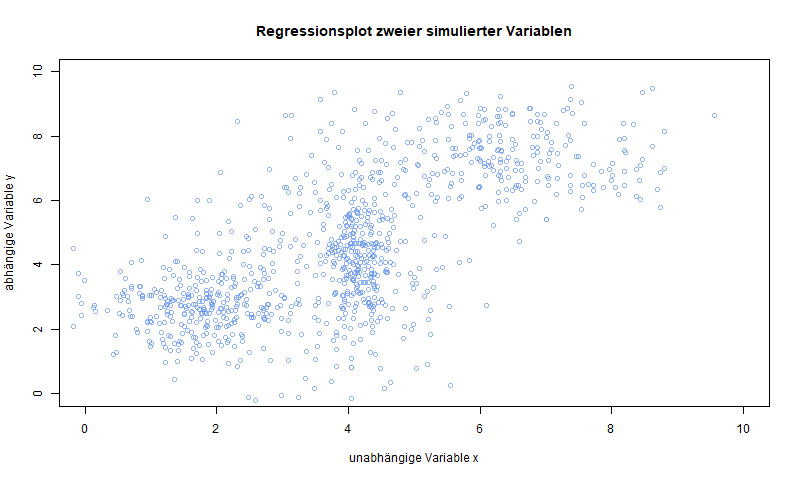 Regressionsplot zweier simulierter Variablen
abhängige Variable y
10
8
6
4
2
0
0 2 4 6 8 10
unabhängige Variable x